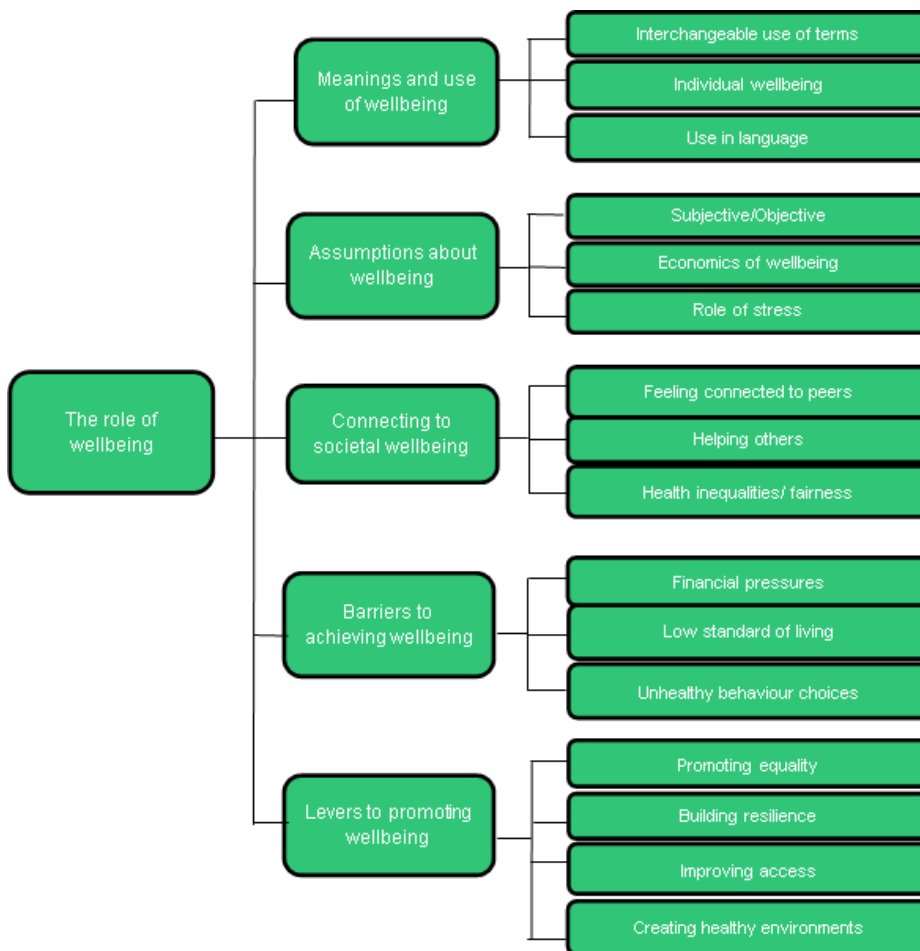 The role of
wellbeing
Meanings and use
of wellbeing
Interchangeable use of terms
Individual wellbeing
Use in language
Assumptions about
wellbeing
Subjective/Objective
Economics of wellbeing
Role of stress
Connecting to
societal wellbeing
Feeling connected to peers
Helping others
Health inequalities/ fairness
Barriers to
achieving wellbeing
Financial pressures
Low standard of living
Unhealthy behaviour choices
Levers to promoting
wellbeing
Promoting equality
Building resilience
Improving access
Creating healthy environments